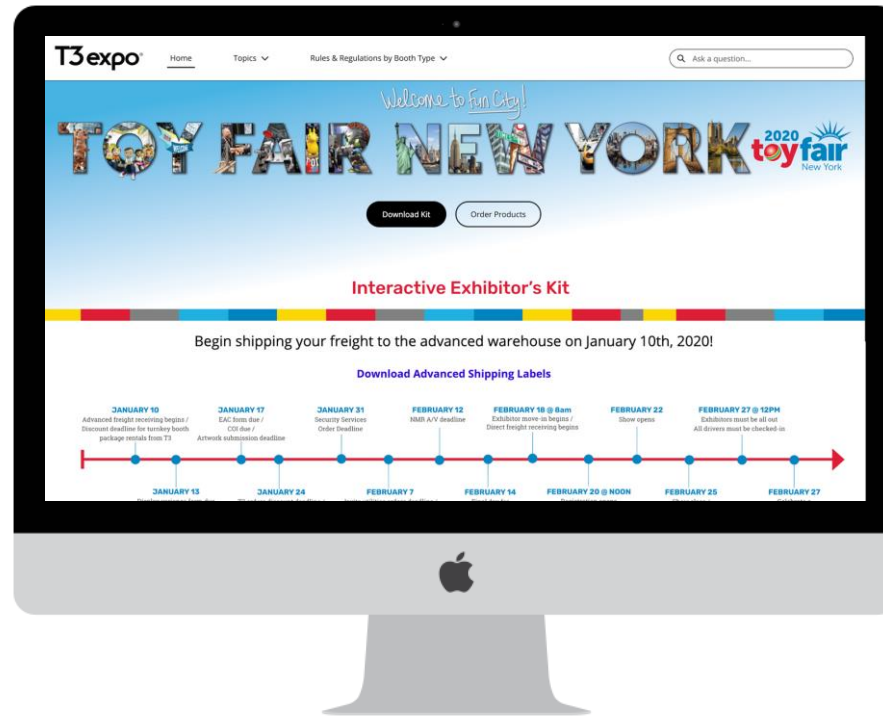 T3 expo
Home
Topics
Rules & Regulations by Booth Type
Ask a question...
Welcome to Fun City!
TOY FAIR NEW YORK
2020
toy fair
New York
Download Kit
Order Products
Interactive Exhibitor's Kit
Begin shipping your freight to the advanced warehouse on January 10th, 2020!
Download Advanced Shipping Labels
JANUARY 10
Advanced freight receiving begins /
Discount deadline for turnkey booth
package rentals from T3
JANUARY 17
EAC form due /
COI due /
Artwork submission deadline
JANUARY 31
Security Services
Order Deadline
FEBRUARY 12
NMR A/V deadline
FEBRUARY 18 @ 8am
Exhibitor move-in begins /
Direct freight receiving begins
FEBRUARY 22
Show opens
FEBRUARY 27 @ 12PM
Exhibitors must be all out
All drivers must be checked-in
JANUARY 13
JANUARY 24
FEBRUARY 7
FEBRUARY 14
FEBRUARY 20 @ NOON
FEBRUARY 25
FEBRUARY 27